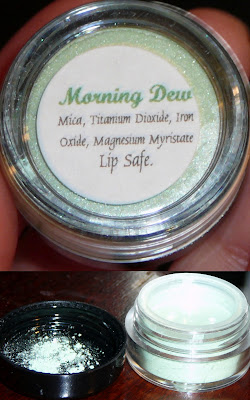 Morning Dew
Mica, Titanium Dioxide, Iron
Oxide, Magnesium Myristate
Lip Safe.